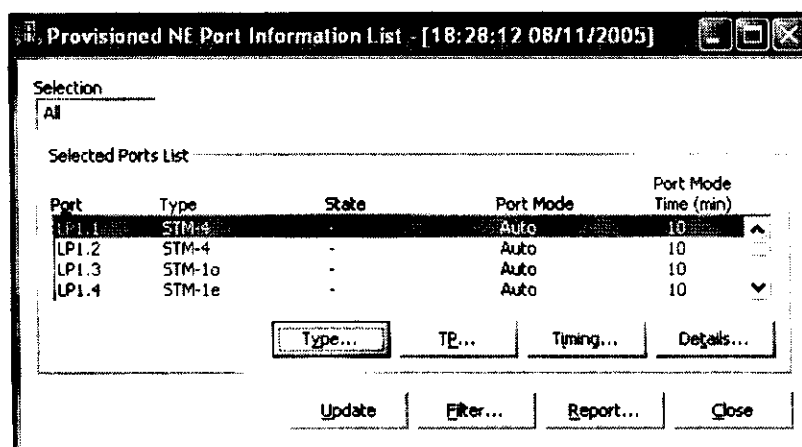 Provisioned NE Port Information List - [18:28:12 08/11/2005]
Selection
All
Selected Ports List
Port Type State Port Mode Port Mode Time (min)
LP1.1 STM-4 - Auto 10
LP1.2 STM-4 - Auto 10
LP1.3 STM-1o - Auto 10
LP1.4 STM-1e - Auto 10
Type... TP... Timing... Details...
Update Filter... Report... Close